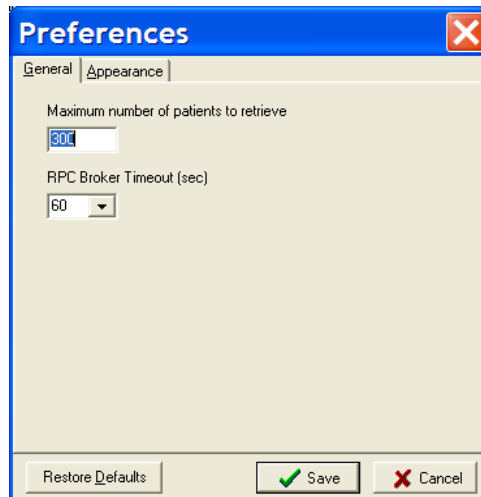 Preferences
General Appearance
Maximum number of patients to retrieve
300
RPC Broker Timeout (sec)
60
Restore Defaults Save Cancel